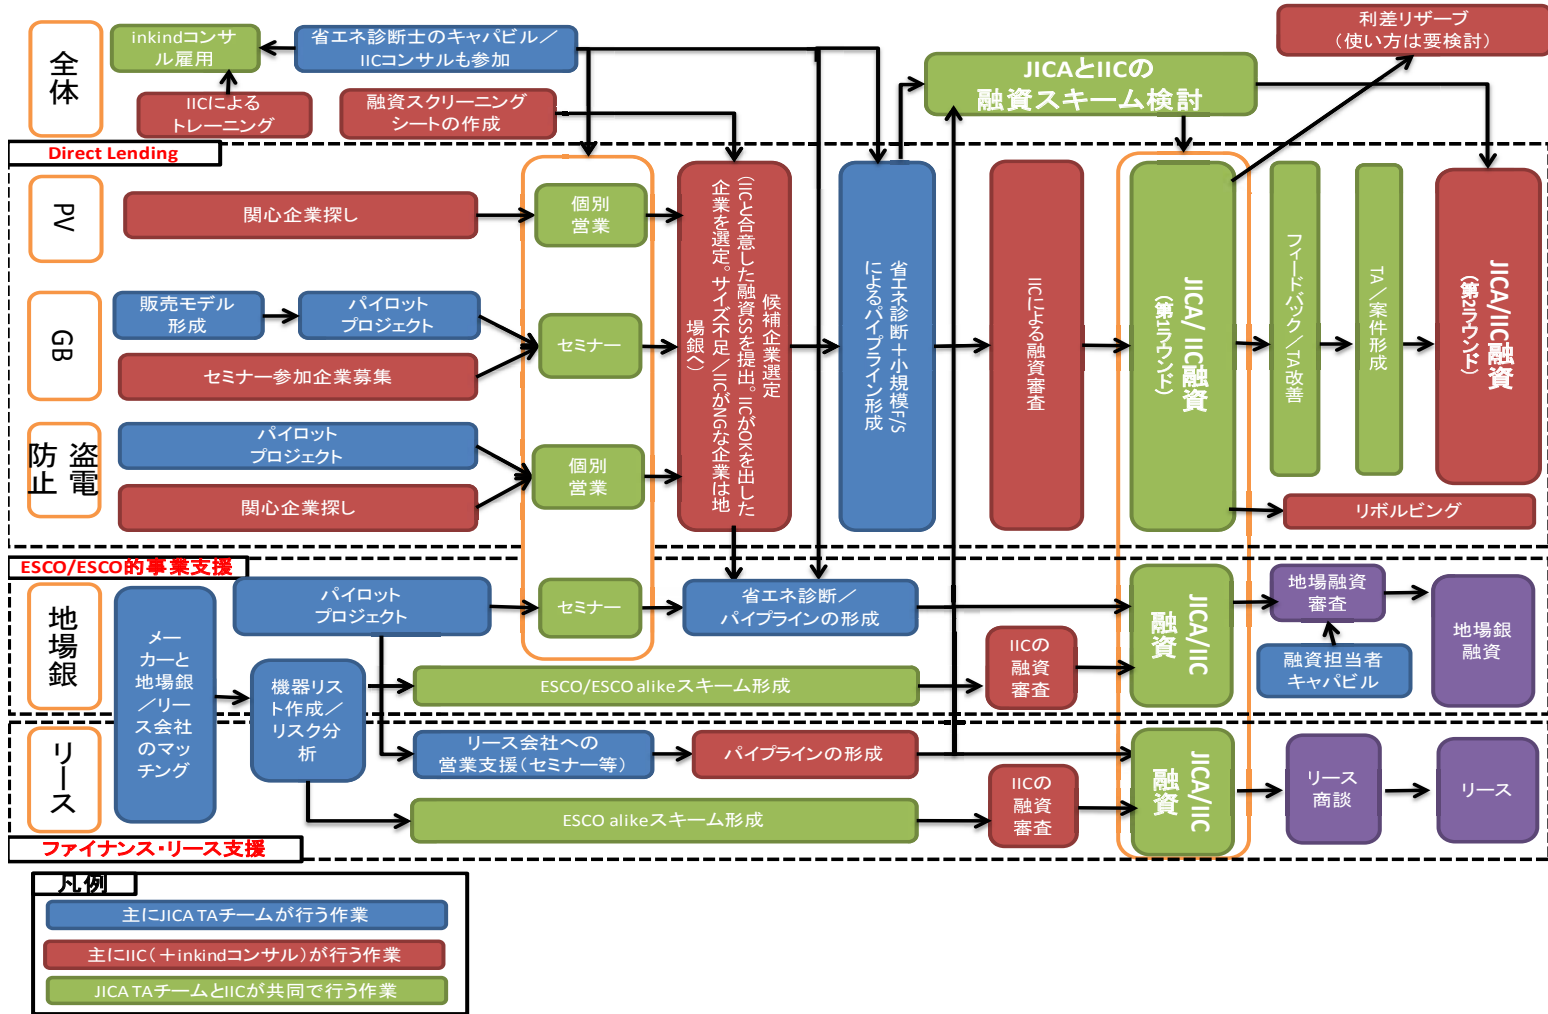 全体
inkindコンサ
ル雇用
省エネ診断士のキャパビル／
IICコンサルも参加
IICによる
トレーニング
融資スクリーニング
シートの作成
JICAとIICの
融資スキーム検討
利差リザーブ
（使い方は要検討）
Direct Lending
PV
関心企業探し
個別
営業
GB
販売モデル
形成
パイロット
プロジェクト
セミナー参加企業募集
セミナー
盗電
防止
パイロット
プロジェクト
関心企業探し
個別
営業
候補企業選定
（IICと合意した融資SSを提出。IICがOKを出した
企業を選定。サイズ不足／IICがNGな企業は地
場銀へ）
省エネ診断＋小規模F/S
によるパイプライン形成
IICによる融資審査
JICA/ IIC融資
（第1ラウンド）
フィードバック／TA改善
TA／案件形成
JICA/IIC融資
（第2ラウンド）
リボルビング
ESCO/ESCO的事業支援
地場銀
メー
カーと
地場銀
／リー
ス会社
のマッ
チング
パイロット
プロジェクト
セミナー
省エネ診断／
パイプラインの形成
機器リス
ト作成／
リスク分
析
ESCO/ESCO alikeスキーム形成
IICの
融資
審査
JICA/IIC
融資
地場融資
審査
融資担当者
キャパビル
地場銀
融資
リース
リース会社への
営業支援（セミナー等）
パイプラインの形成
ESCO alikeスキーム形成
IICの
融資
審査
JICA/IIC
融資
リース
商談
リース
ファイナンス・リース支援
凡例
主にJICA TAチームが行う作業
主にIIC（＋inkindコンサル）が行う作業
JICA TAチームとIICが共同で行う作業